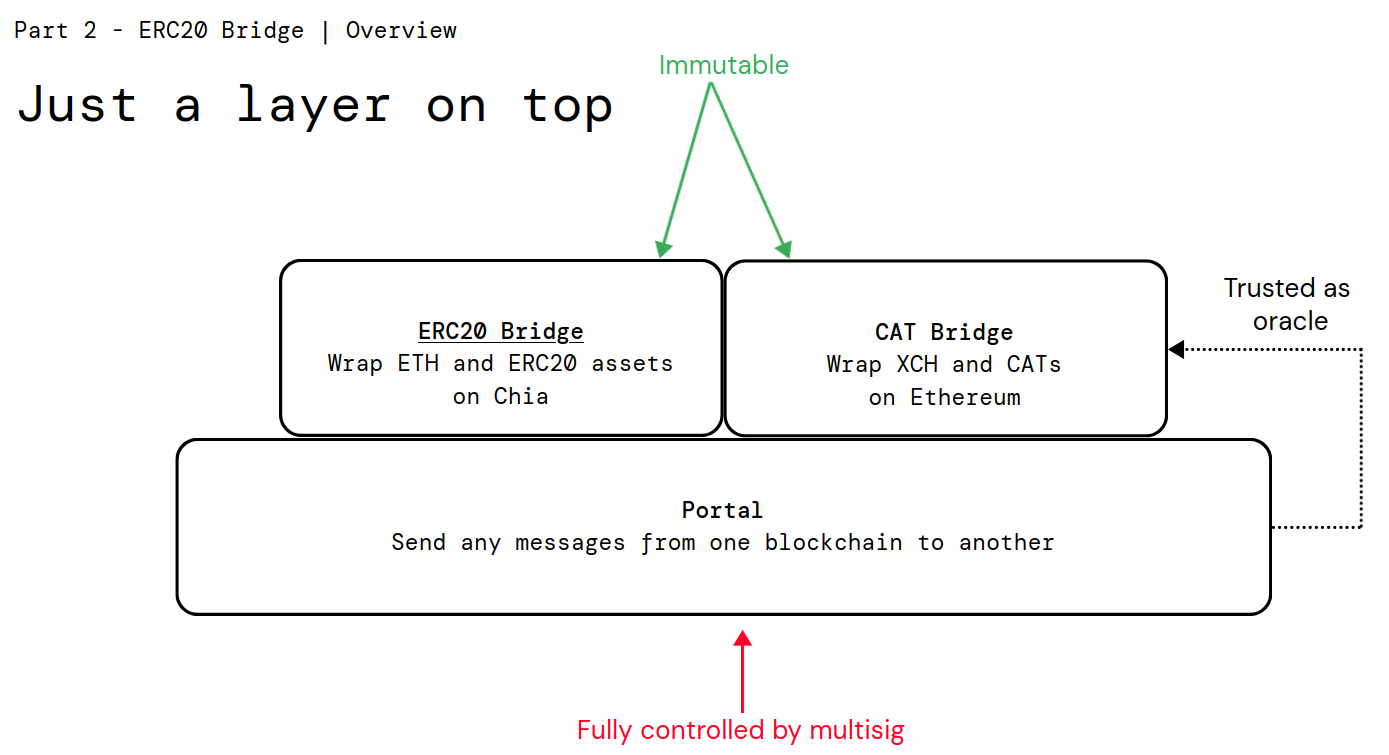 Part 2 - ERC20 Bridge | Overview
Just a layer on top
Immutable
ERC20 Bridge
Wrap ETH and ERC20 assets
on Chia
CAT Bridge
Wrap XCH and CATs
on Ethereum
Trusted as
oracle
Portal
Send any messages from one blockchain to another
Fully controlled by multisig